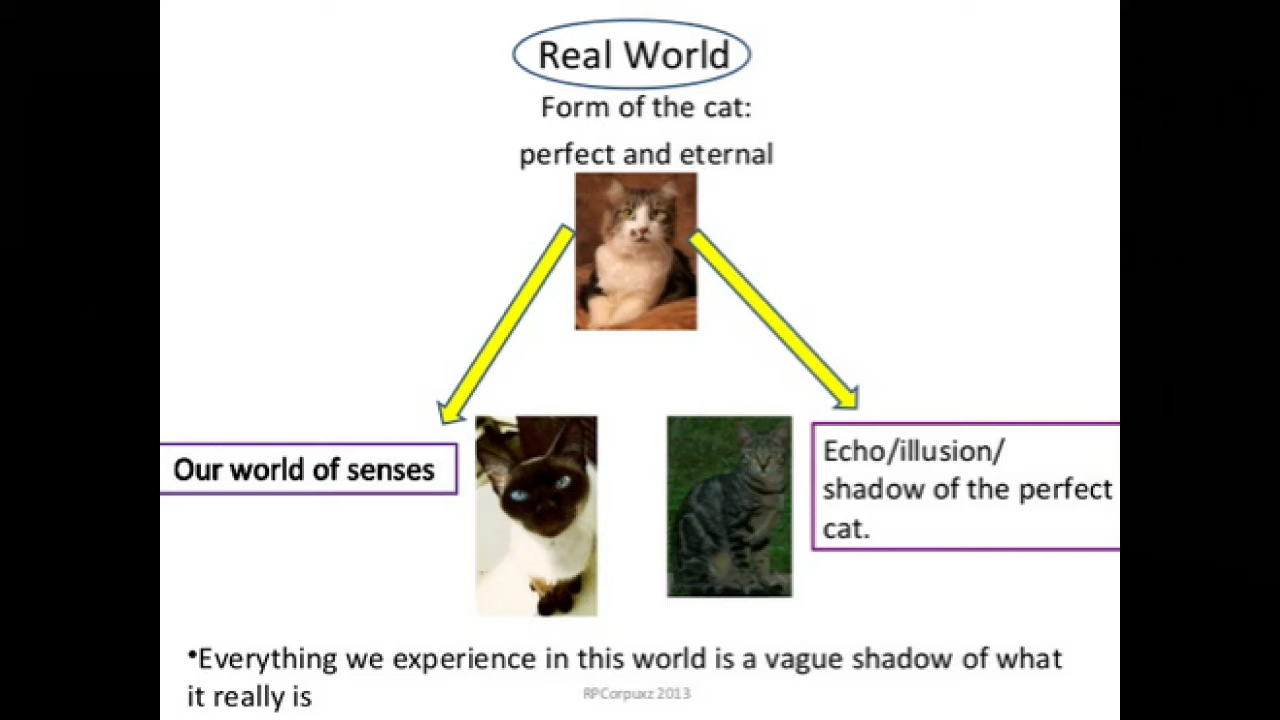 Real World
Form of the cat:
perfect and eternal
Our world of senses
Echo/illusion/
shadow of the perfect
cat.
•Everything we experience in this world is a vague shadow of what
it really is
RPCorpuxz 2013